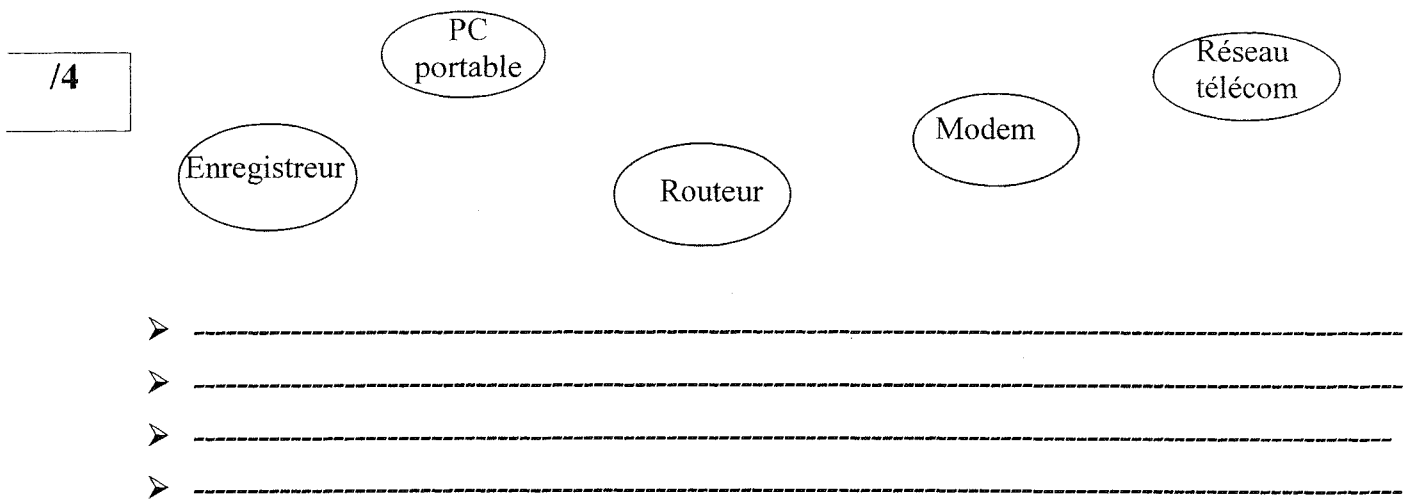 PC
portable
Réseau
télécom
/4
Modem
Enregistreur
Routeur